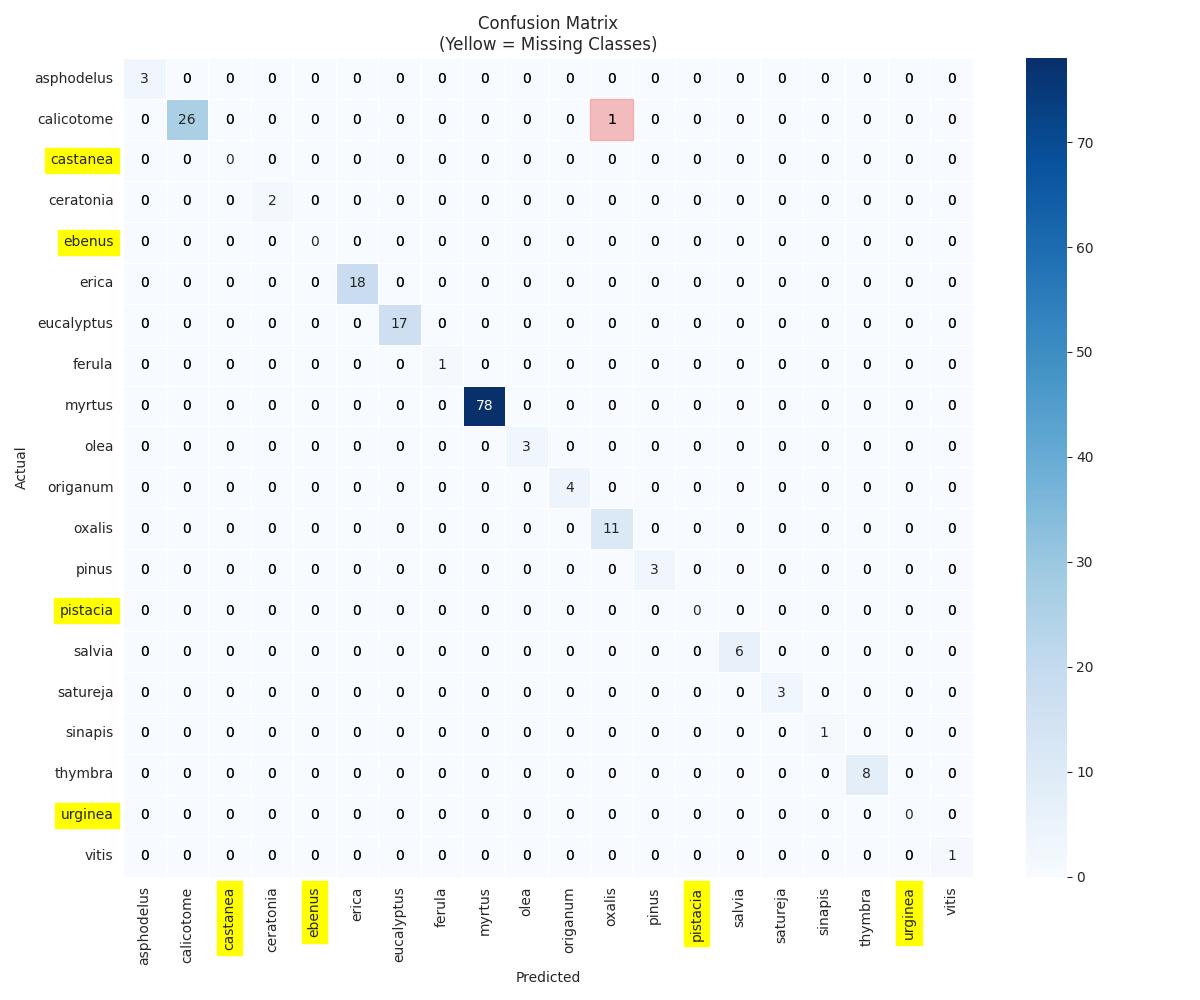 Confusion Matrix
(Yellow = Missing Classes)
asphodelus 3 0 0 0 0 0 0 0 0 0 0 0 0 0 0 0 0 0 0 0
calicotome 0 26 0 0 0 0 0 0 0 0 0 1 0 0 0 0 0 0 0 0
castanea 0 0 0 0 0 0 0 0 0 0 0 0 0 0 0 0 0 0 0 0
ceratonia 0 0 0 2 0 0 0 0 0 0 0 0 0 0 0 0 0 0 0 0
ebenus 0 0 0 0 0 0 0 0 0 0 0 0 0 0 0 0 0 0 0 0
erica 0 0 0 0 0 18 0 0 0 0 0 0 0 0 0 0 0 0 0 0
eucalyptus 0 0 0 0 0 0 17 0 0 0 0 0 0 0 0 0 0 0 0 0
ferula 0 0 0 0 0 0 0 1 0 0 0 0 0 0 0 0 0 0 0 0
myrtus 0 0 0 0 0 0 0 0 78 0 0 0 0 0 0 0 0 0 0 0
olea 0 0 0 0 0 0 0 0 0 3 0 0 0 0 0 0 0 0 0 0
origanum 0 0 0 0 0 0 0 0 0 0 4 0 0 0 0 0 0 0 0 0
oxalis 0 0 0 0 0 0 0 0 0 0 0 11 0 0 0 0 0 0 0 0
pinus 0 0 0 0 0 0 0 0 0 0 0 0 3 0 0 0 0 0 0 0
pistacia 0 0 0 0 0 0 0 0 0 0 0 0 0 0 0 0 0 0 0 0
salvia 0 0 0 0 0 0 0 0 0 0 0 0 0 0 6 0 0 0 0 0
satureja 0 0 0 0 0 0 0 0 0 0 0 0 0 0 0 3 0 0 0 0
sinapis 0 0 0 0 0 0 0 0 0 0 0 0 0 0 0 0 1 0 0 0
thymbra 0 0 0 0 0 0 0 0 0 0 0 0 0 0 0 0 0 8 0 0
urginea 0 0 0 0 0 0 0 0 0 0 0 0 0 0 0 0 0 0 0 0
vitis 0 0 0 0 0 0 0 0 0 0 0 0 0 0 0 0 0 0 0 1
Actual
asphodelus calicotome castanea ceratonia ebenus erica eucalyptus ferula myrtus olea origanum oxalis pinus pistacia salvia satureja sinapis thymbra urginea vitis
Predicted
70
60
50
40
30
20
10
0